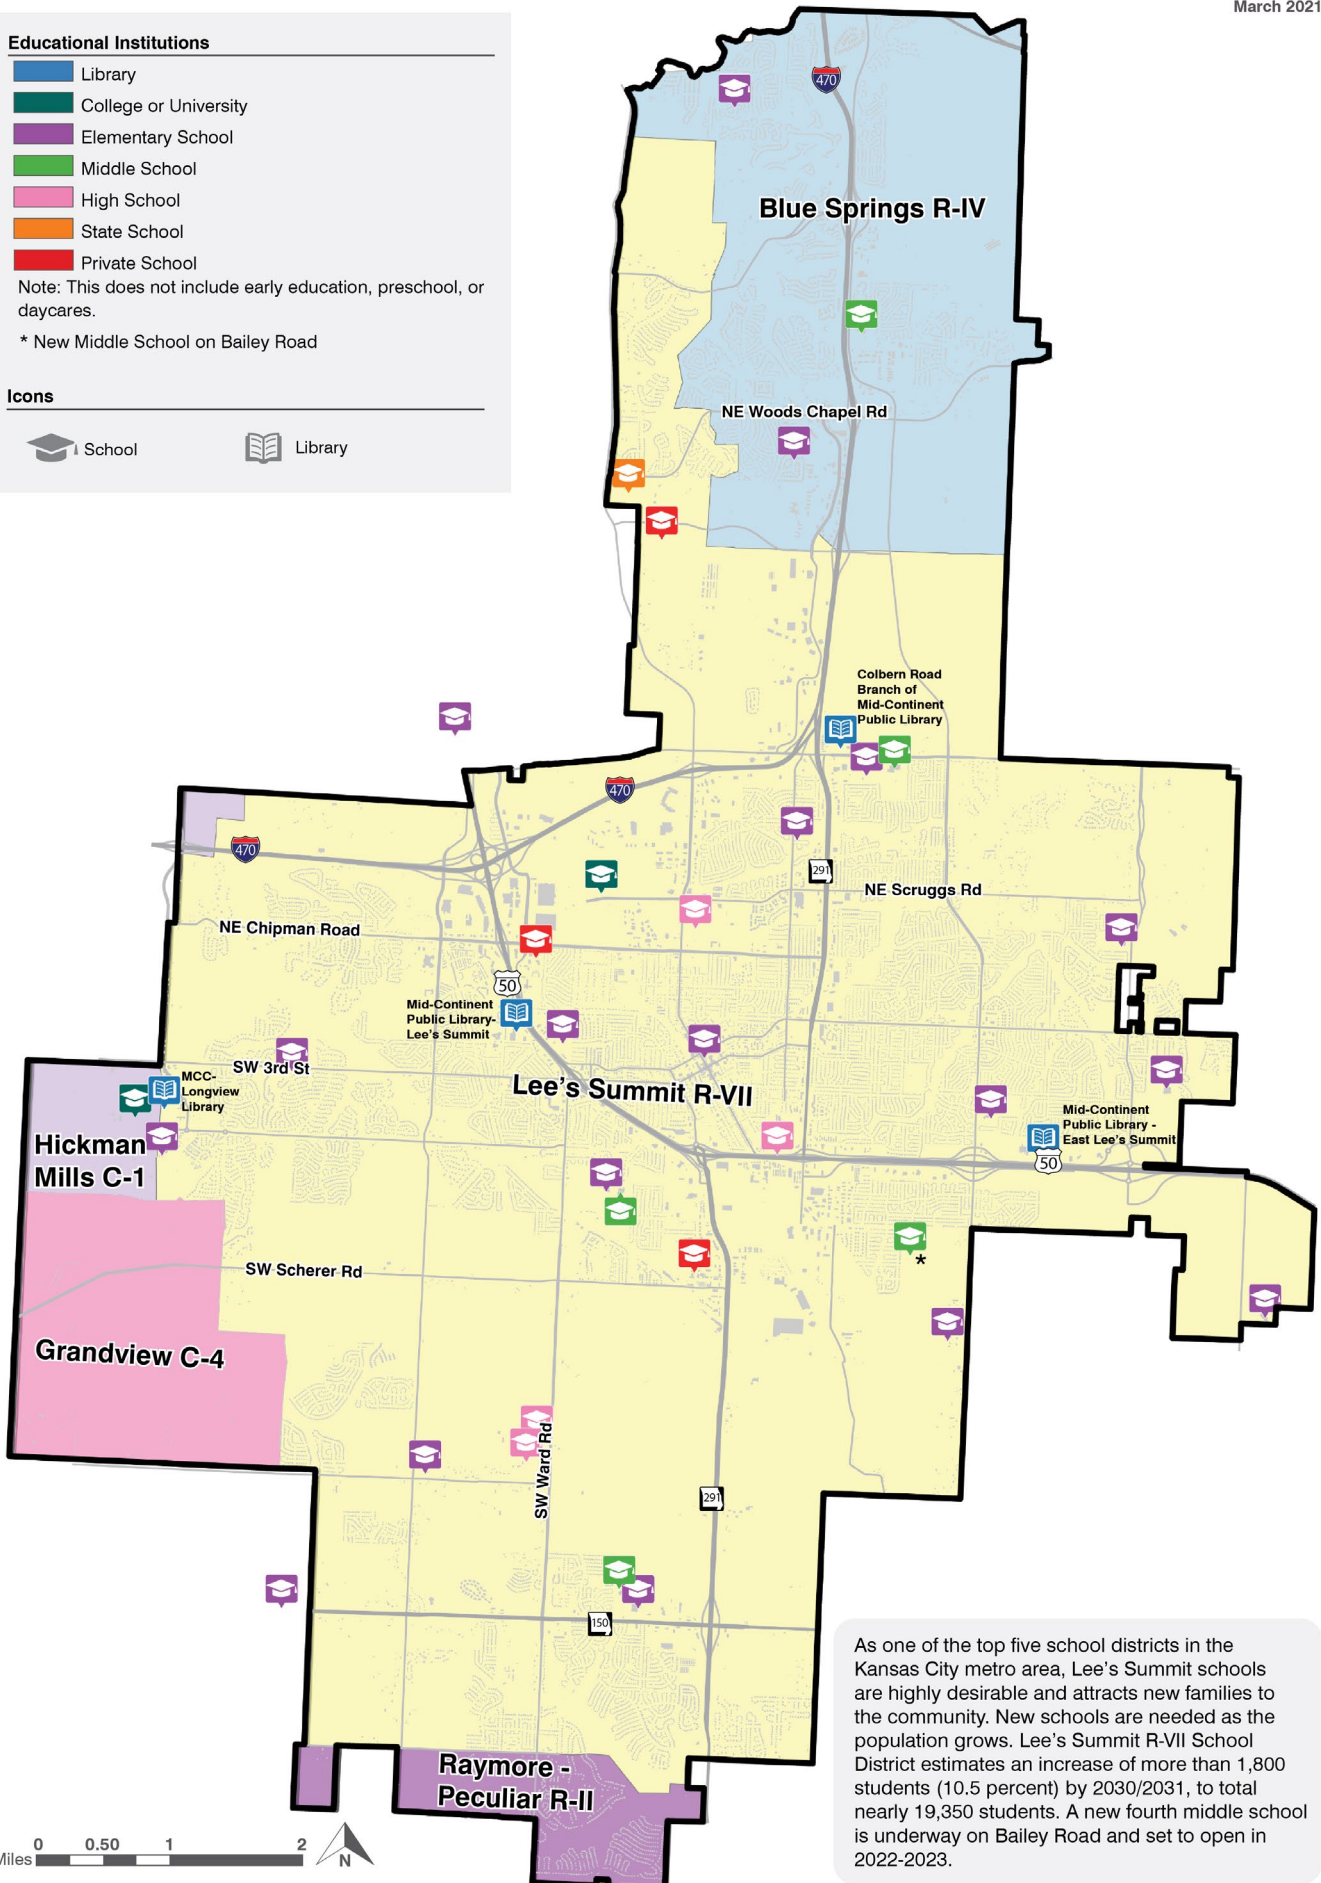 March 2021
Educational Institutions
Library
College or University
Elementary School
Middle School
High School
State School
Private School
Note: This does not include early education, preschool, or
daycares.
* New Middle School on Bailey Road
Icons
School
Library
470
Blue Springs R-IV
NE Woods Chapel Rd
Colbern Road
Branch of
Mid-Continent
Public Library
470
470
291
NE Scruggs Rd
NE Chipman Road
50
Mid-Continent
Public Library-
Lee's Summit
SW 3rd St
MCC-
Longview
Library
Lee's Summit R-VII
Mid-Continent
Public Library -
East Lee's Summit
50
Hickman
Mills C-1
*
SW Scherer Rd
Grandview C-4
SW Ward Rd
291
150
Raymore -
Peculiar R-II
As one of the top five school districts in the
Kansas City metro area, Lee's Summit schools
are highly desirable and attracts new families to
the community. New schools are needed as the
population grows. Lee's Summit R-VII School
District estimates an increase of more than 1,800
students (10.5 percent) by 2030/2031, to total
nearly 19,350 students. A new fourth middle school
is underway on Bailey Road and set to open in
2022-2023.
0 0.50 1 2
Miles
N